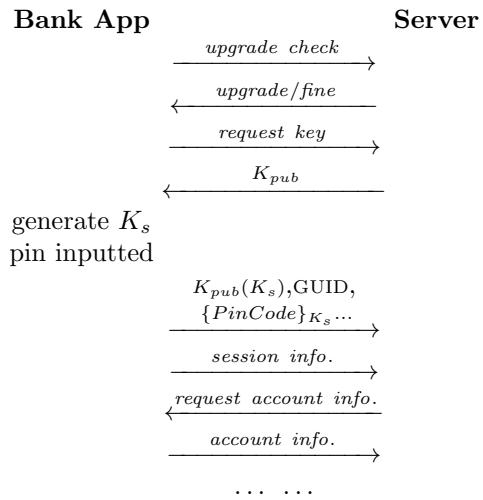 Bank App Server
upgrade check
upgrade/fine
request key
K_pub
generate K_s
pin inputted
K_pub(K_s),GUID,
{PinCode}_K_s...
session info.
request account info.
account info.
... ...